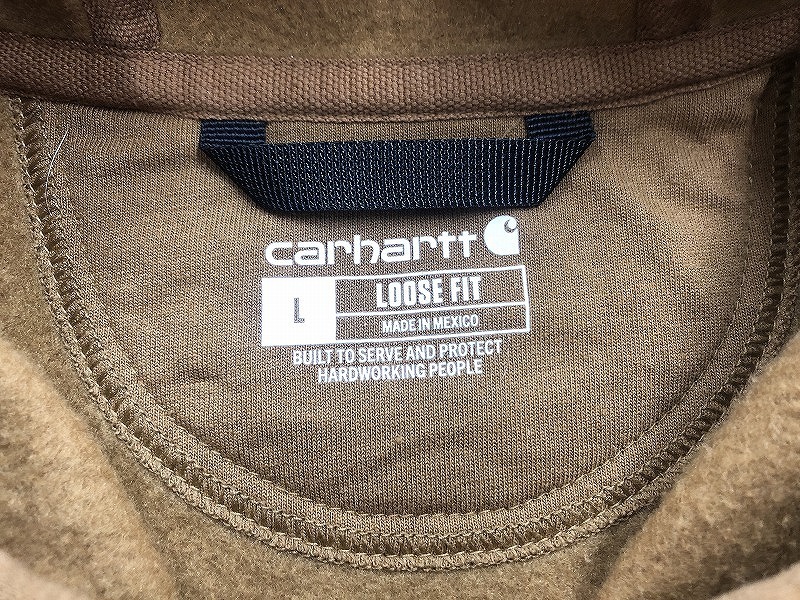 carhartt
L
LOOSE FIT
MADE IN MEXICO
BUILT TO SERVE AND PROTECT
HARDWORKING PEOPLE